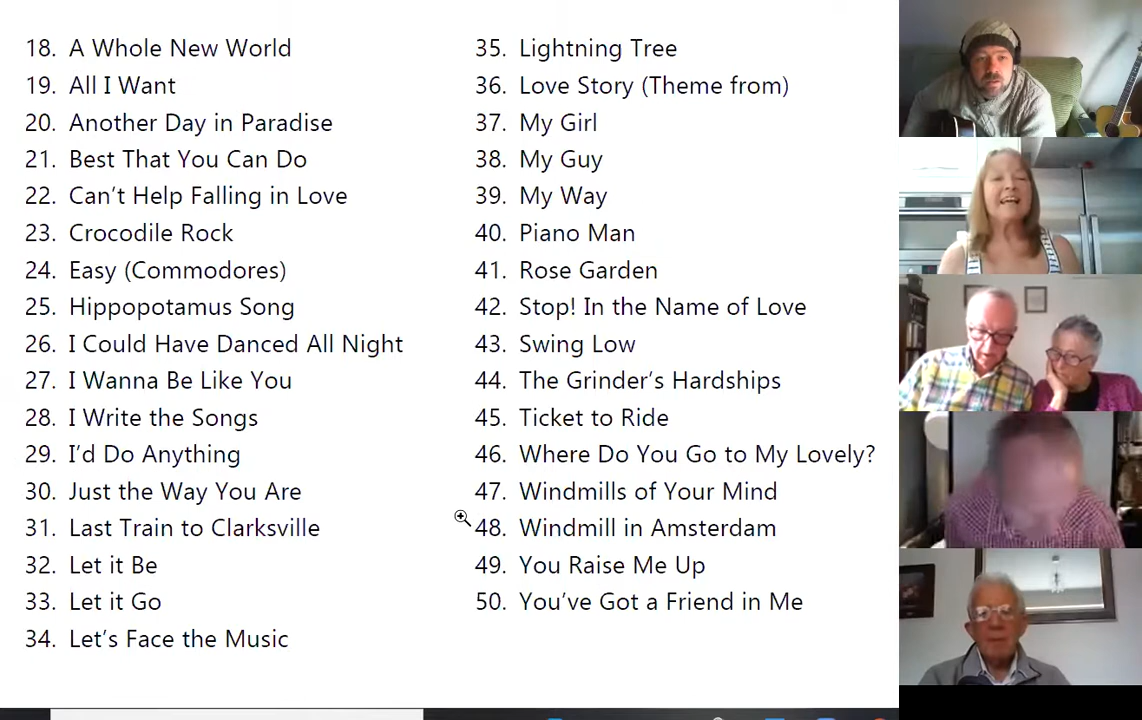 18. A Whole New World
19. All I Want
20. Another Day in Paradise
21. Best That You Can Do
22. Can’t Help Falling in Love
23. Crocodile Rock
24. Easy (Commodores)
25. Hippopotamus Song
26. I Could Have Danced All Night
27. I Wanna Be Like You
28. I Write the Songs
29. I’d Do Anything
30. Just the Way You Are
31. Last Train to Clarksville
32. Let it Be
33. Let it Go
34. Let’s Face the Music
35. Lightning Tree
36. Love Story (Theme from)
37. My Girl
38. My Guy
39. My Way
40. Piano Man
41. Rose Garden
42. Stop! In the Name of Love
43. Swing Low
44. The Grinder’s Hardships
45. Ticket to Ride
46. Where Do You Go to My Lovely?
47. Windmills of Your Mind
48. Windmill in Amsterdam
49. You Raise Me Up
50. You’ve Got a Friend in Me